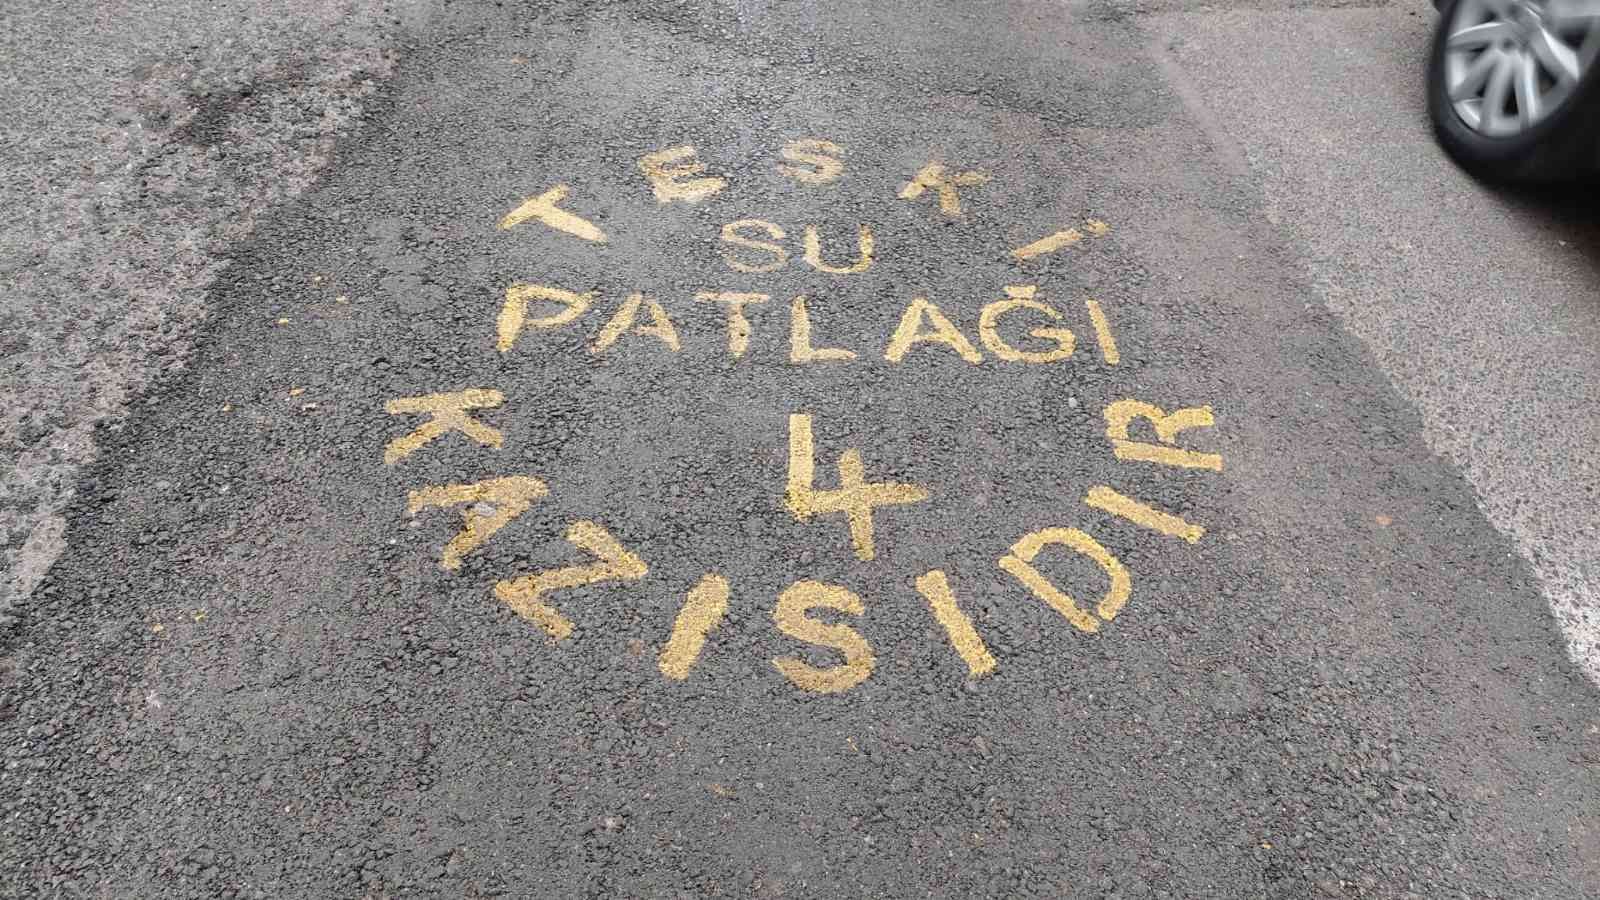 TESKİ
SU
PATLAĞI
4
KAZISIDIR